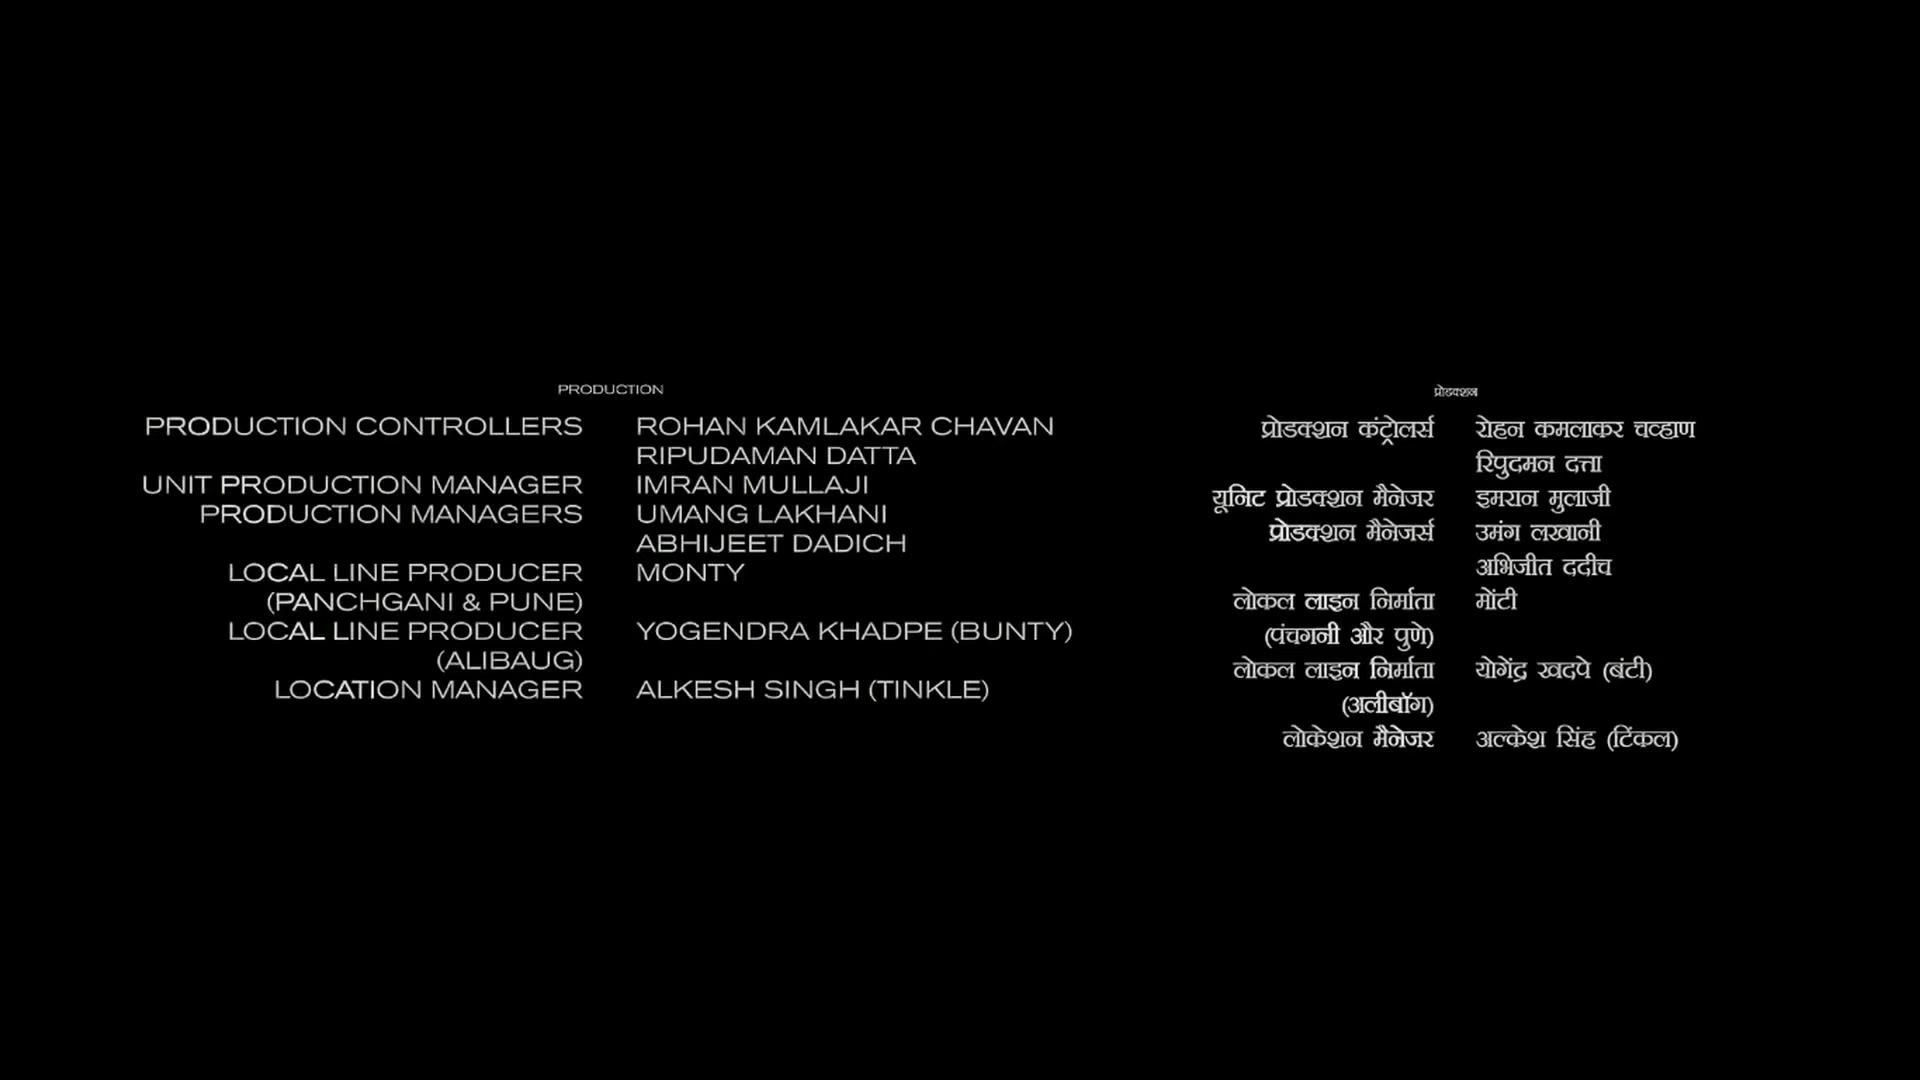 PRODUCTION
PRODUCTION CONTROLLERS ROHAN KAMLAKAR CHAVAN
RIPUDAMAN DATTA
UNIT PRODUCTION MANAGER IMRAN MULLAJI
PRODUCTION MANAGERS UMANG LAKHANI
ABHIJEET DADICH
LOCAL LINE PRODUCER MONTY
(PANCHGANI & PUNE)
LOCAL LINE PRODUCER YOGENDRA KHADPE (BUNTY)
(ALIBAUG)
LOCATION MANAGER ALKESH SINGH (TINKLE)
प्रोडक्शन
प्रोडक्शन कंट्रोलर्स रोहन कमलाकर चव्हाण
रिपुदमन दत्ता
यूनिट प्रोडक्शन मैनेजर इमरान मुलाजी
प्रोडक्शन मैनेजर्स उमंग लखानी
अभिजीत ददीच
लोकल लाइन निर्माता मोंटी
(पंचगनी और पुणे)
लोकल लाइन निर्माता योगेंद्र खदपे (बंटी)
(अलीबॉग)
लोकेशन मैनेजर अल्केश सिंह (टिंकल)